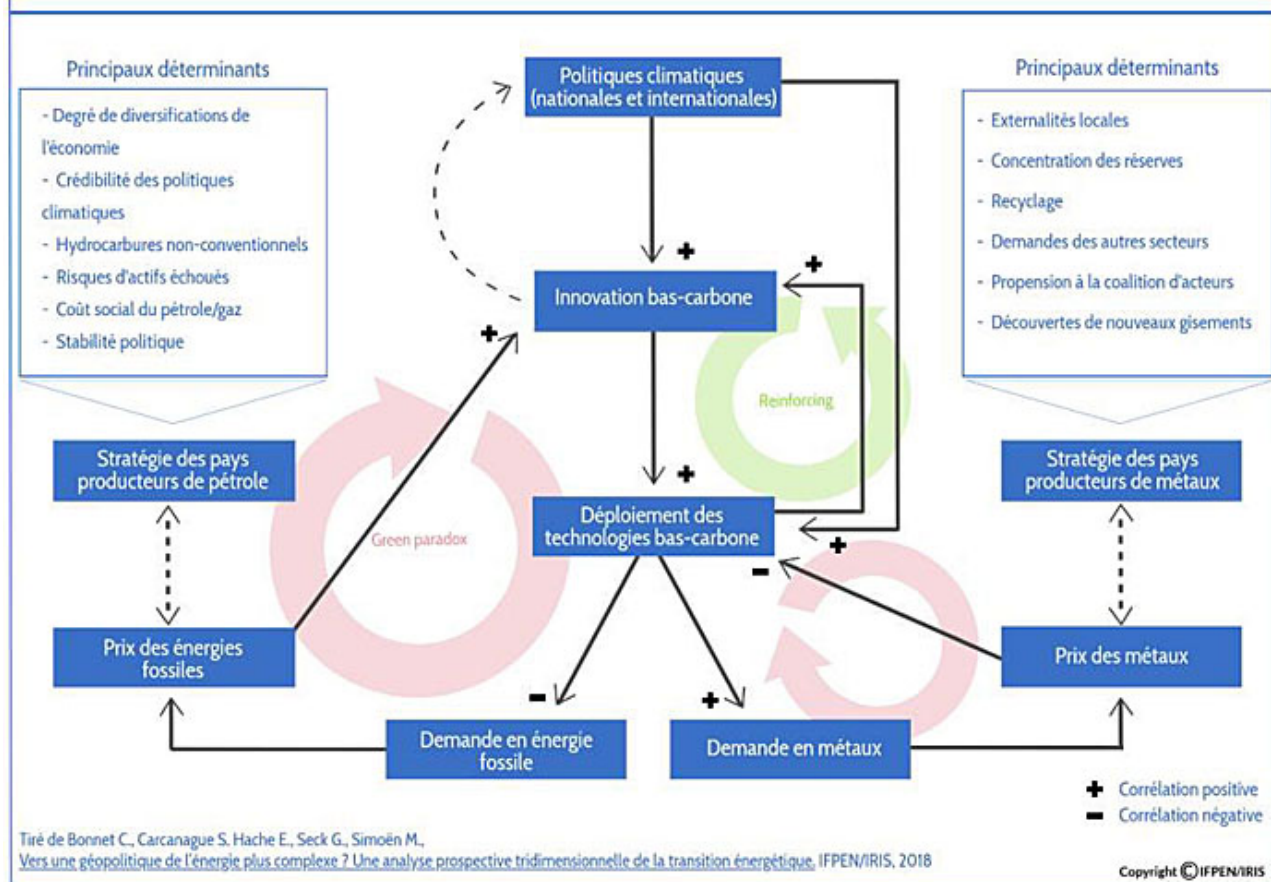 Principaux déterminants
- Degré de diversifications de
l'économie
- Crédibilité des politiques
climatiques
- Hydrocarbures non-conventionnels
- Risques d'actifs échoués
- Coût social du pétrole/gaz
- Stabilité politique
Politiques climatiques
(nationales et internationales)
Principaux déterminants
- Externalités locales
- Concentration des réserves
- Recyclage
- Demandes des autres secteurs
- Propension à la coalition d'acteurs
- Découvertes de nouveaux gisements
+
+
Innovation bas-carbone
+
Reinforcing
Stratégie des pays
producteurs de pétrole
+
Stratégie des pays
producteurs de métaux
Green paradox
Déploiement des
technologies bas-carbone
+
-
Prix des énergies
fossiles
Prix des métaux
-
+
Demande en énergie
fossile
Demande en métaux
+ Corrélation positive
- Corrélation négative
Tiré de Bonnet C., Carcanague S. Hache E., Seck G., Simoën M.,
Vers une géopolitique de l'énergie plus complexe ? Une analyse prospective tridimensionnelle de la transition énergétique. IFPEN/IRIS, 2018
Copyright ©IFPEN/IRIS